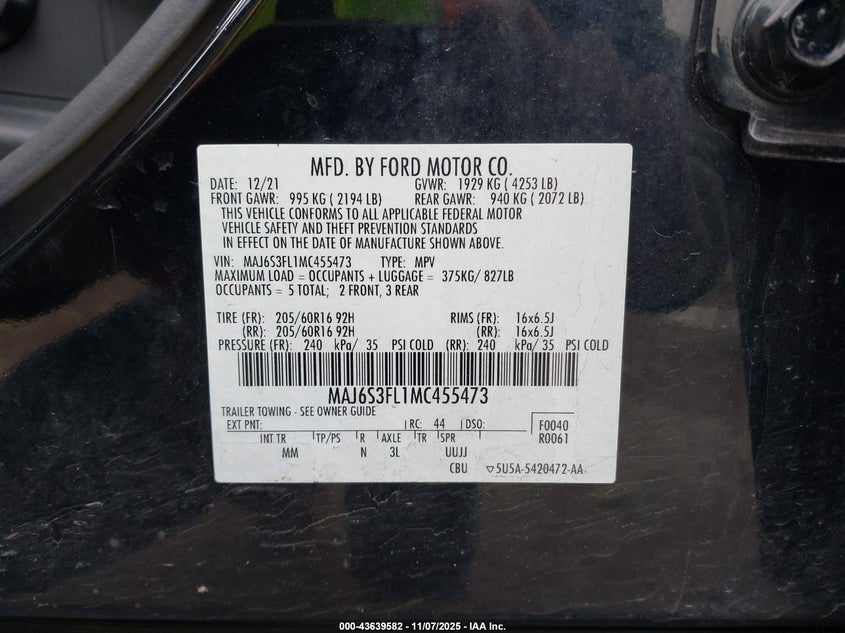 MFD. BY FORD MOTOR CO.
DATE: 12/21 GVWR: 1929 KG ( 4253 LB)
FRONT GAWR: 995 KG ( 2194 LB) REAR GAWR: 940 KG ( 2072 LB)
THIS VEHICLE CONFORMS TO ALL APPLICABLE FEDERAL MOTOR
VEHICLE SAFETY AND THEFT PREVENTION STANDARDS
IN EFFECT ON THE DATE OF MANUFACTURE SHOWN ABOVE.
VIN: MAJ6S3FL1MC455473 TYPE: MPV
MAXIMUM LOAD = OCCUPANTS + LUGGAGE = 375KG/ 827LB
OCCUPANTS = 5 TOTAL; 2 FRONT, 3 REAR
TIRE (FR): 205/60R16 92H RIMS (FR): 16x6.5J
(RR): 205/60R16 92H (RR): 16x6.5J
PRESSURE (FR): 240 kPa/ 35 PSI COLD (RR): 240 kPa/ 35 PSI COLD
MAJ6S3FL1MC455473
TRAILER TOWING - SEE OWNER GUIDE
EXT PNT: RC: 44 DSO: F0040
INT TR TP/PS R AXLE TR SPR R0061
MM N 3L UUJJ
CBU ▽5U5A-5420472-AA
000-43639582 - 11/07/2025 - IAA Inc.